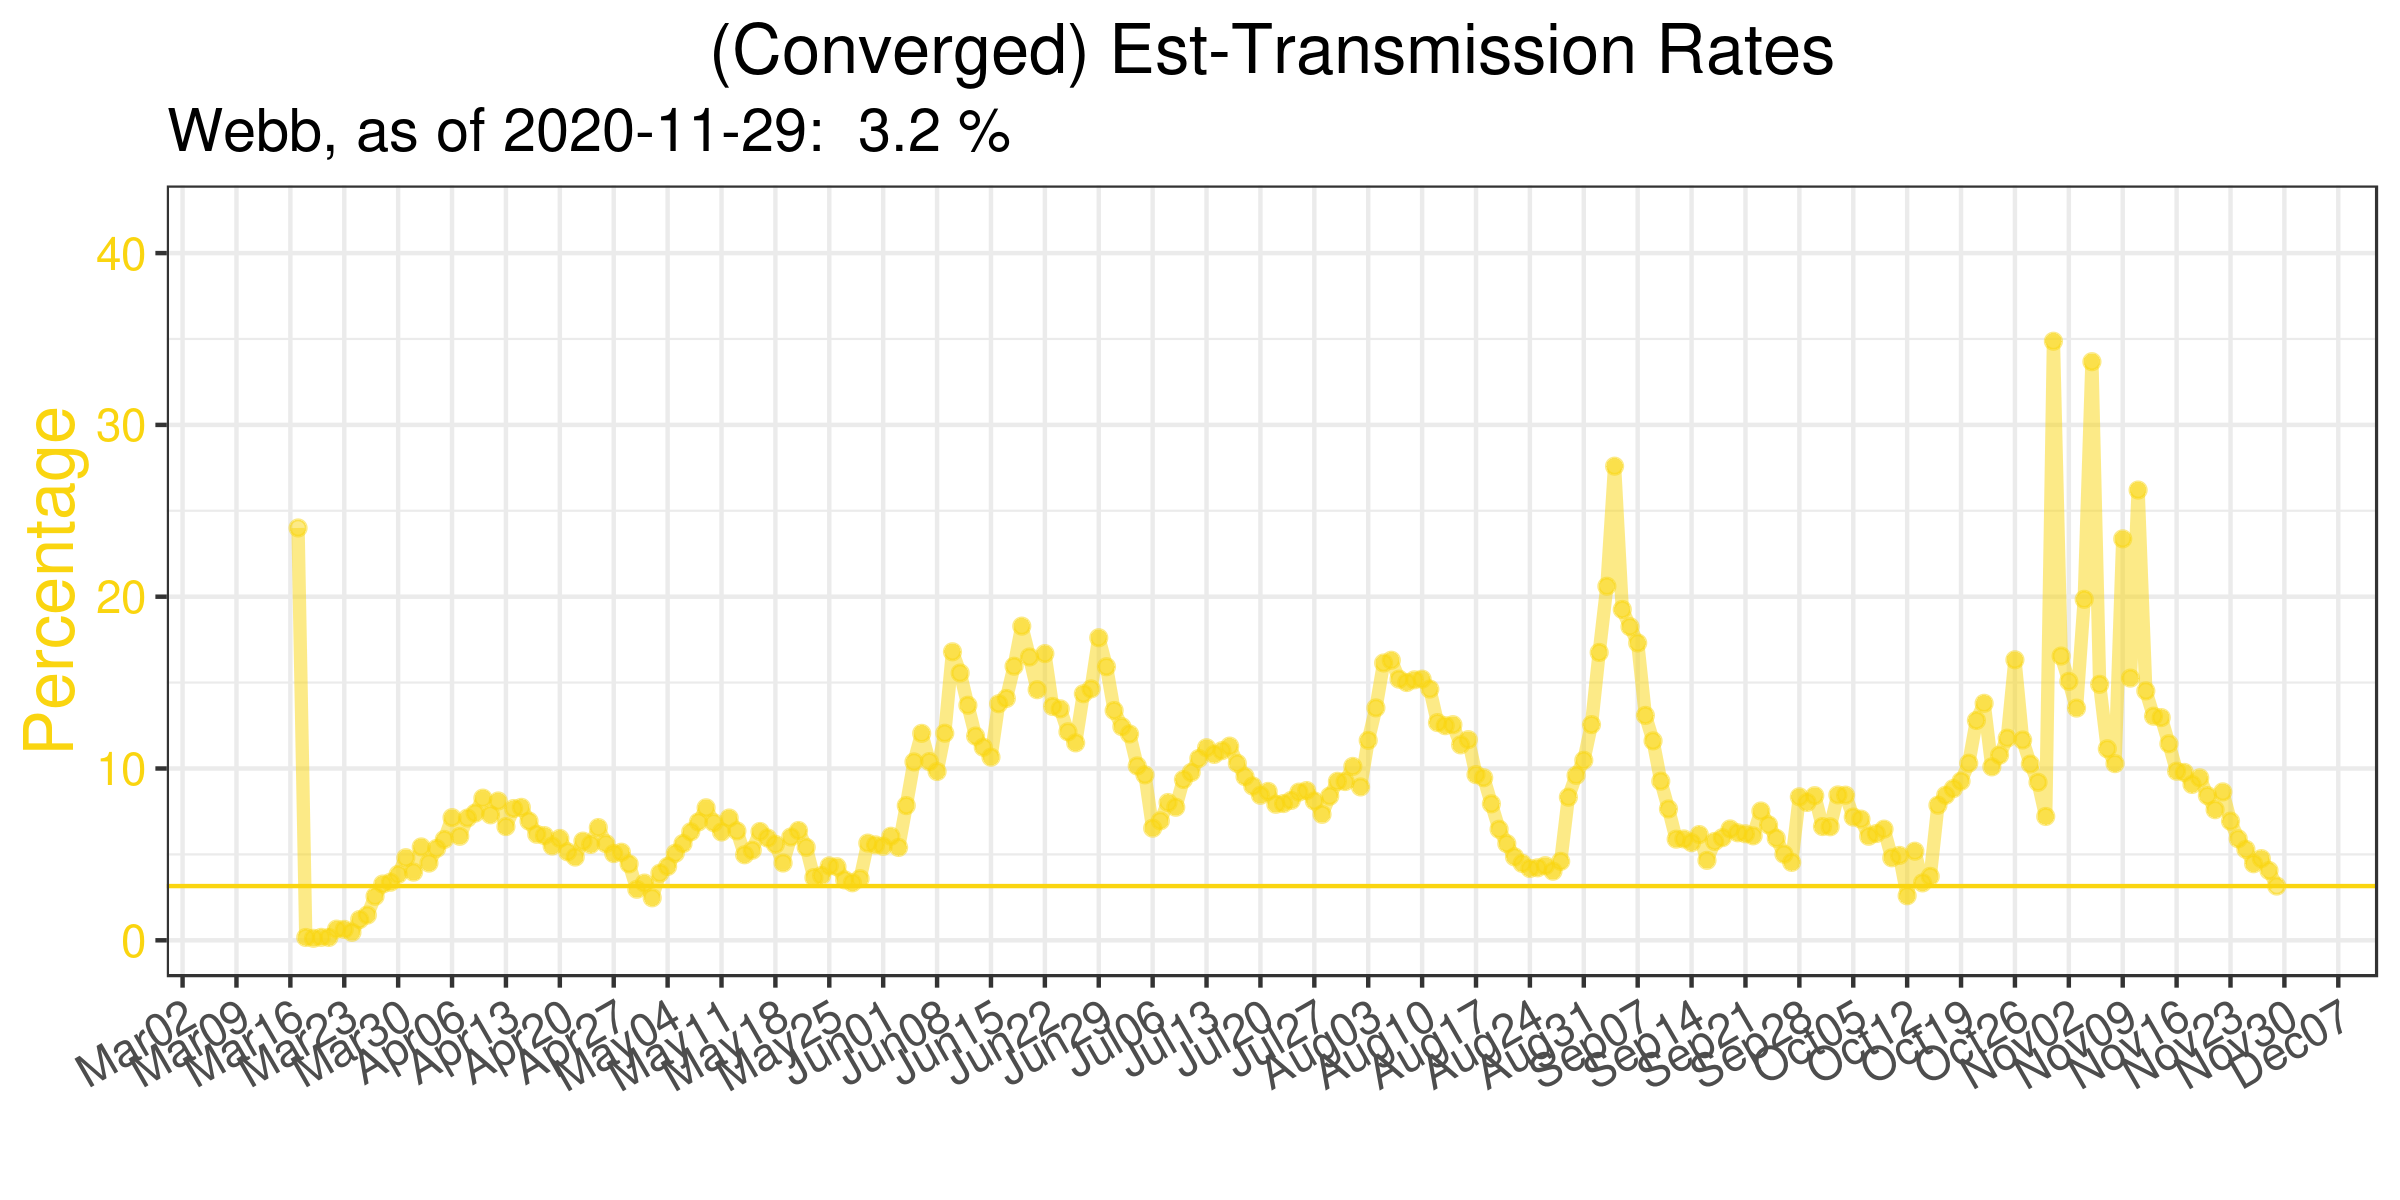 (Converged) Est-Transmission Rates
Webb, as of 2020-11-29:  3.2 %
Percentage
40
30
20
10
0
Mar02
Mar09
Mar16
Mar23
Mar30
Apr06
Apr13
Apr20
Apr27
May04
May11
May18
May25
Jun01
Jun08
Jun15
Jun22
Jun29
Jul06
Jul13
Jul20
Jul27
Aug03
Aug10
Aug17
Aug24
Aug31
Sep07
Sep14
Sep21
Sep28
Oct05
Oct12
Oct19
Oct26
Nov02
Nov09
Nov16
Nov23
Nov30
Dec07